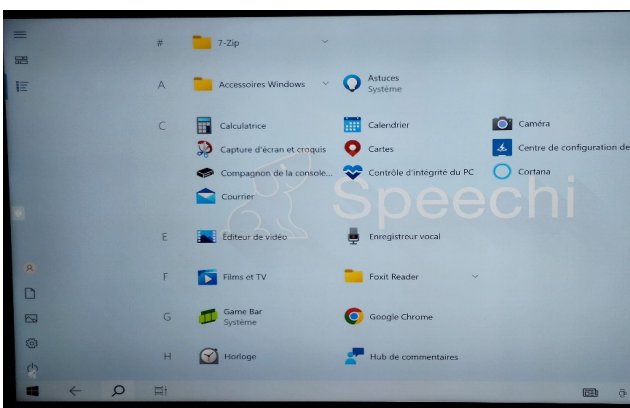 # 7-Zip
A Accessoires Windows Astuces
Système
C Calculatrice Calendrier Caméra
Capture d'écran et croquis Cartes Centre de configuration de
Compagnon de la console... Contrôle d'intégrité du PC Cortana
Courrier
Speechi
E Éditeur de vidéo Enregistreur vocal
F Films et TV Foxit Reader
G Game Bar Google Chrome
Système
H Horloge Hub de commentaires